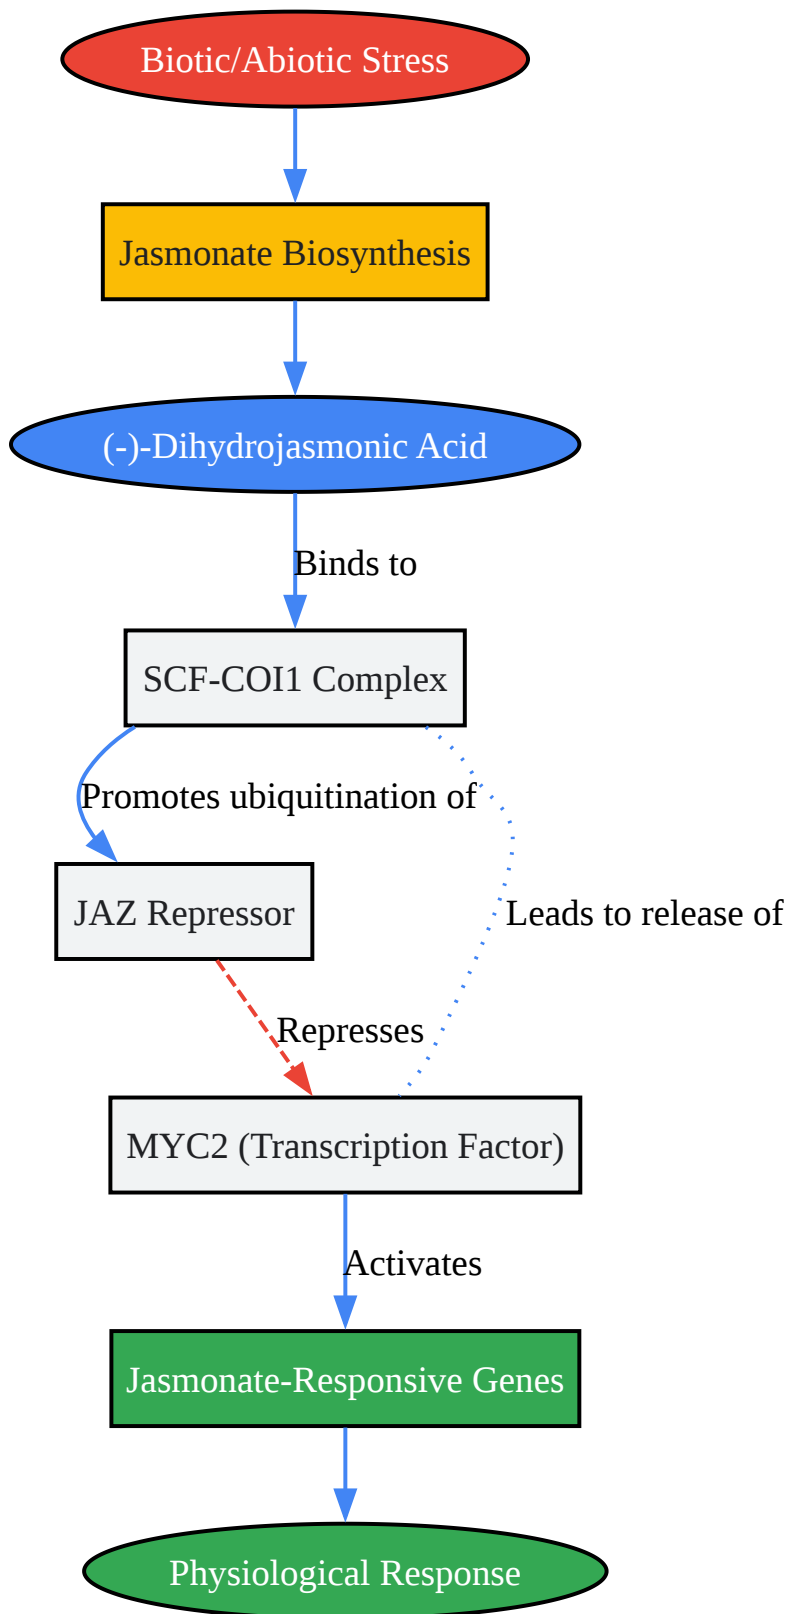 Biotic/Abiotic Stress
Jasmonate Biosynthesis
(-)-Dihydrojasmonic Acid
Binds to
SCF-COI1 Complex
Promotes ubiquitination of
JAZ Repressor
Leads to release of
Represses
MYC2 (Transcription Factor)
Activates
Jasmonate-Responsive Genes
Physiological Response